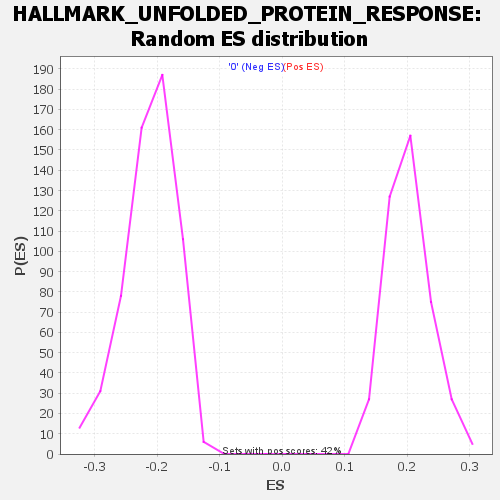 HALLMARK_UNFOLDED_PROTEIN_RESPONSE:
Random ES distribution
'0' (Neg ES)'(Pos ES)
190
180
170
160
150
140
130
120
110
100
90
80
70
60
50
40
30
20
10
0
P(ES)
Sets with pos scores: 42%
-0.3 -0.2 -0.1 0.0 0.1 0.2 0.3
ES